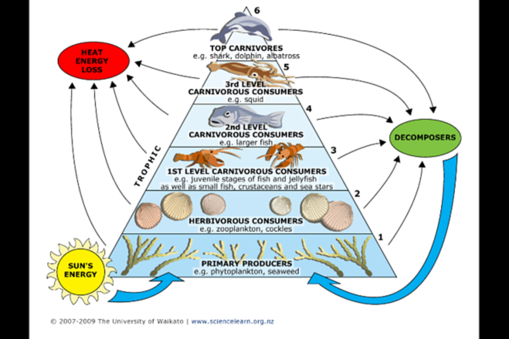 6
TOP CARNIVORES
e.g. shark, dolphin, albatross
HEAT
ENERGY
LOSS
5
3rd LEVEL
CARNIVOROUS CONSUMERS
e.g. squid
4
2nd LEVEL
CARNIVOROUS CONSUMERS
e.g. larger fish
DECOMPOSERS
3
TROPHIC
1ST LEVEL CARNIVOROUS CONSUMERS
e.g. juvenile stages of fish and jellyfish
as well as small fish, crustaceans and sea stars
2
HERBIVOROUS CONSUMERS
e.g. zooplankton, cockles
1
PRIMARY PRODUCERS
e.g. phytoplankton, seaweed
SUN'S
ENERGY
© 2007-2009 The University of Waikato | www.sciencelearn.org.nz